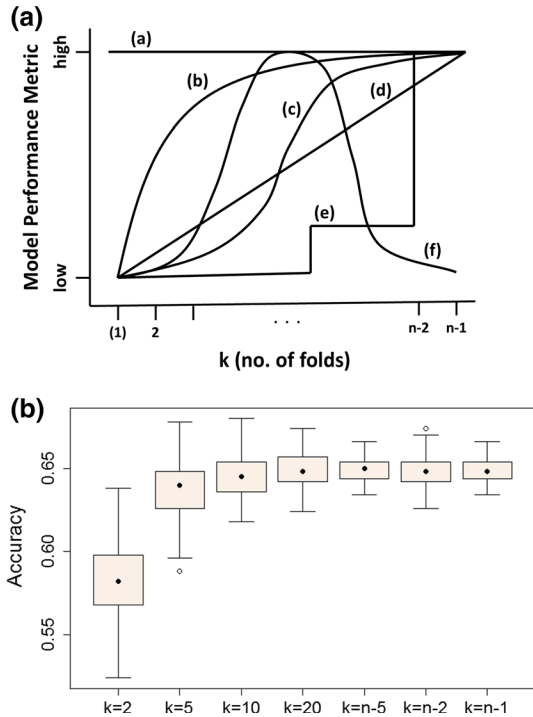 (a)
Model Performance Metric
high
low
(a)
(b)
(c)
(d)
(e)
(f)
(1) 2 . . . n-2 n-1
k (no. of folds)
(b)
Accuracy
0.65
0.60
0.55
k=2 k=5 k=10 k=20 k=n-5 k=n-2 k=n-1